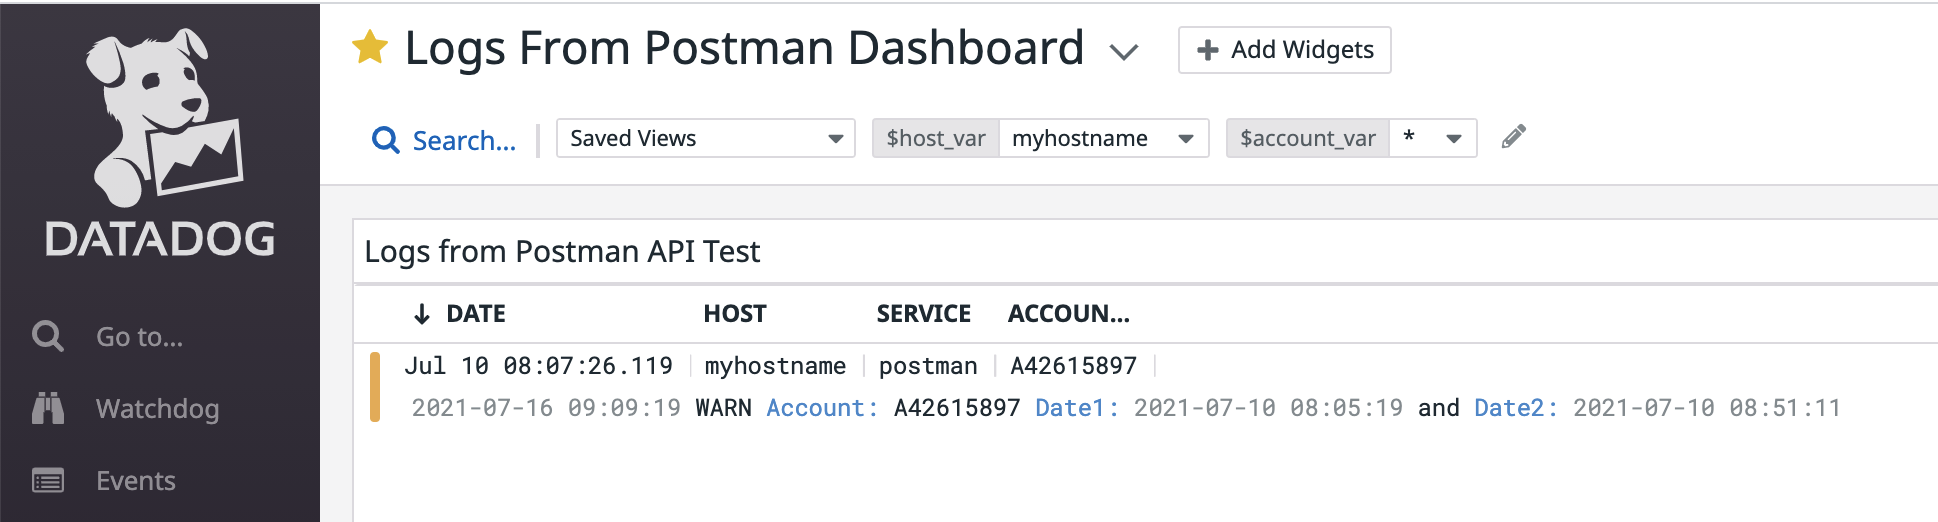 DATADOG
Go to...
Watchdog
Events
Logs From Postman Dashboard
Add Widgets
Search...
Saved Views
$host_var myhostname
$account_var *
Logs from Postman API Test
DATE HOST SERVICE ACCOUN...
Jul 10 08:07:26.119 myhostname postman A42615897
2021-07-16 09:09:19 WARN Account: A42615897 Date1: 2021-07-10 08:05:19 and Date2: 2021-07-10 08:51:11